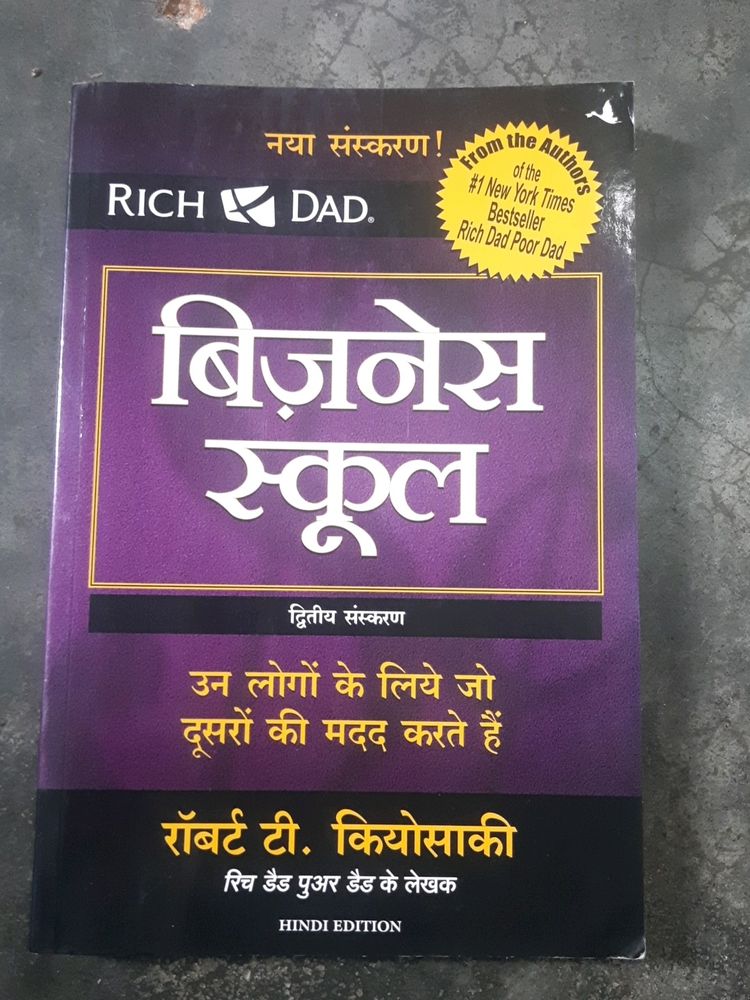 नया संस्करण!
From the Authors
of the
#1 New York Times
Bestseller
Rich Dad Poor Dad
RICH DAD®
बिज़नेस
स्कूल
द्वितीय संस्करण
उन लोगों के लिये जो
दूसरों की मदद करते हैं
रॉबर्ट टी. कियोसाकी
रिच डैड पुअर डैड के लेखक
HINDI EDITION